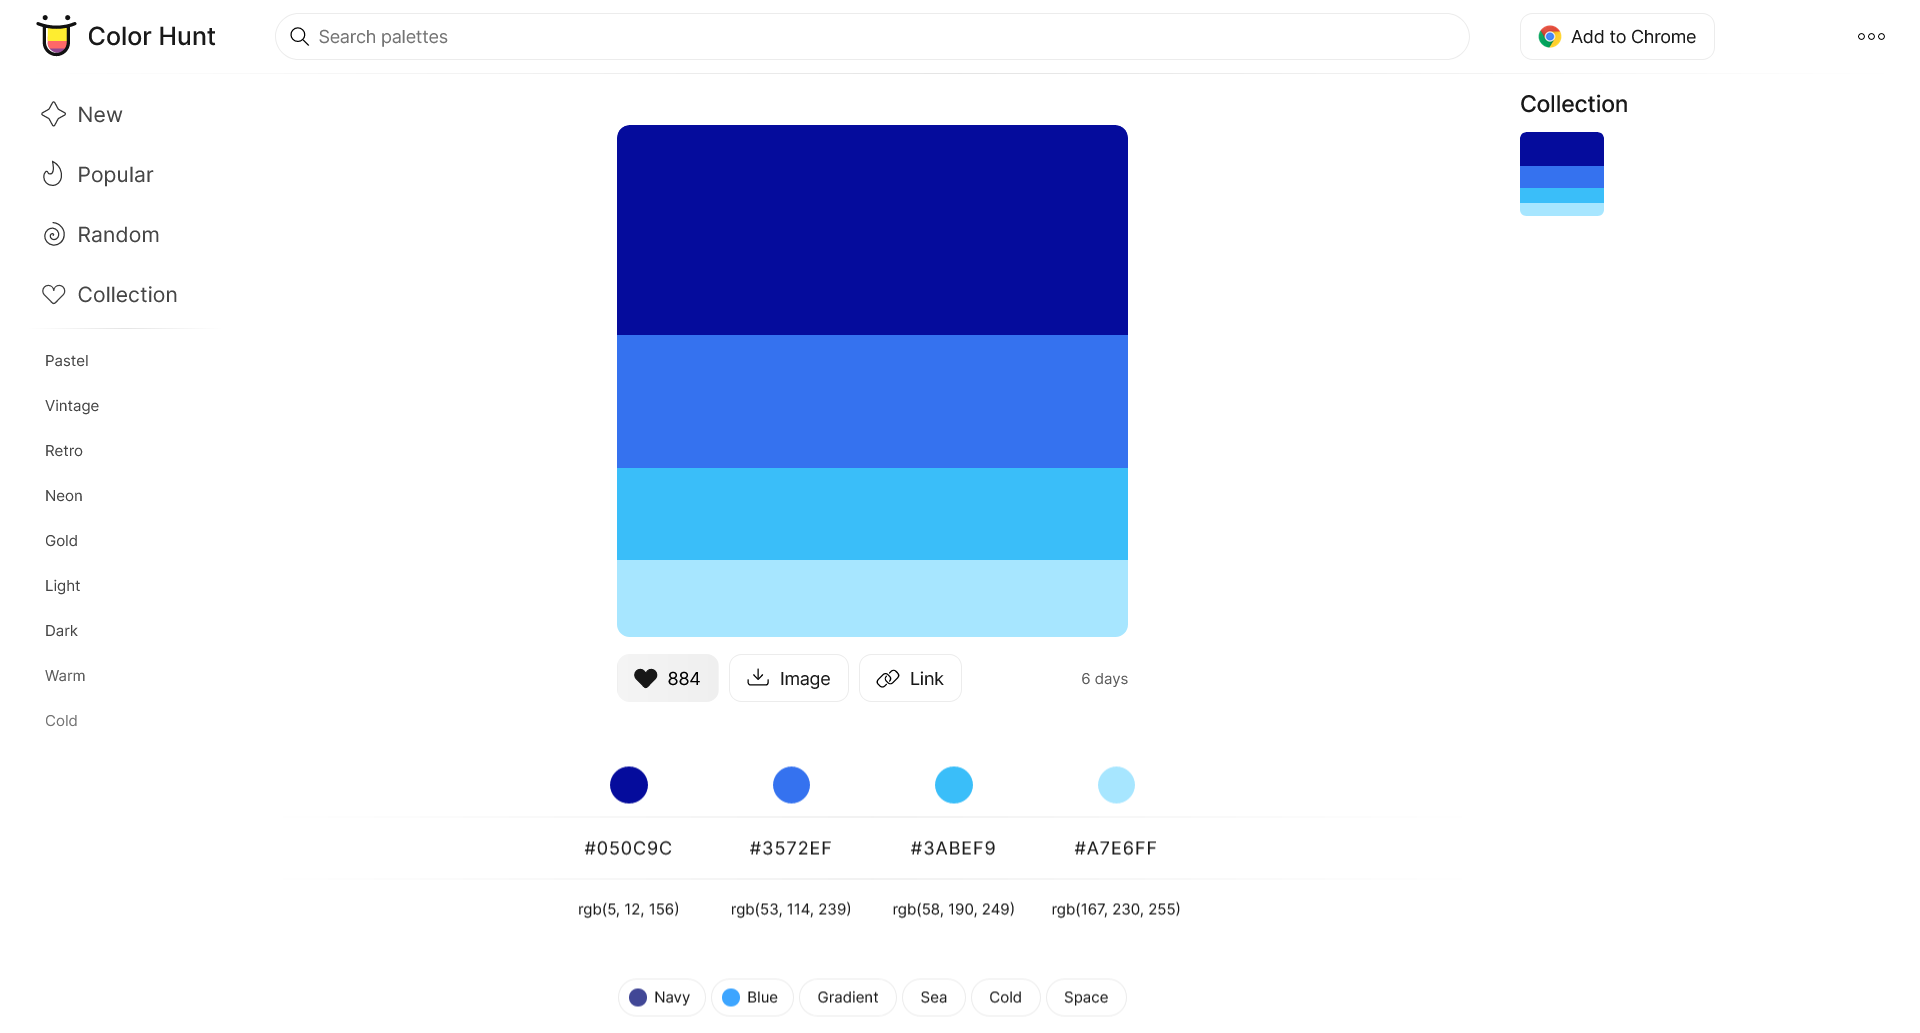 Color Hunt
Search palettes
Add to Chrome
New
Popular
Random
Collection
Pastel
Vintage
Retro
Neon
Gold
Light
Dark
Warm
Cold
884
Image
Link
6 days
#050C9C #3572EF #3ABEF9 #A7E6FF
rgb(5, 12, 156) rgb(53, 114, 239) rgb(58, 190, 249) rgb(167, 230, 255)
Navy Blue Gradient Sea Cold Space
Collection